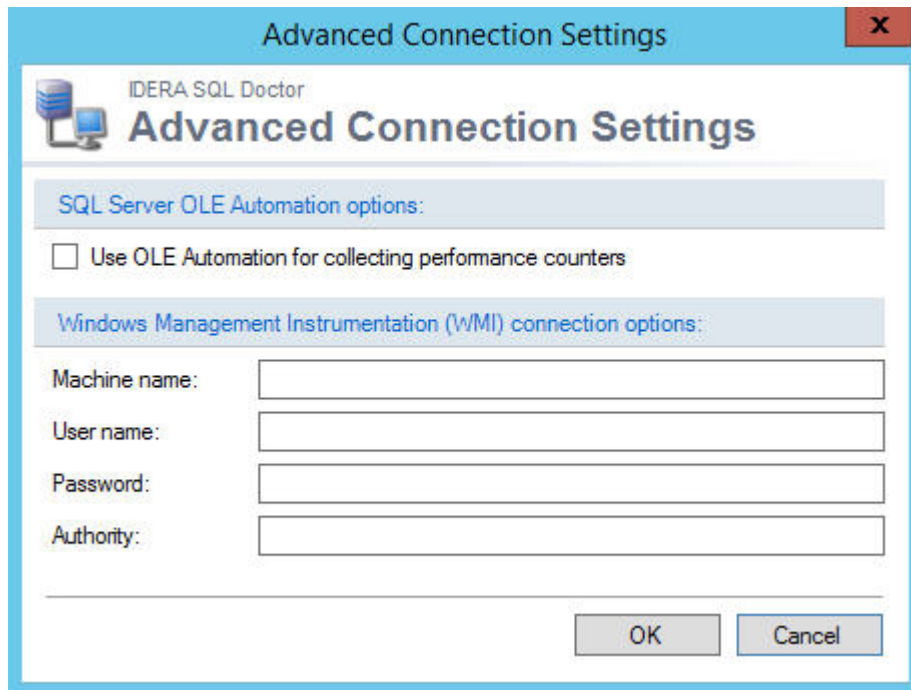 Advanced Connection Settings
x
IDERA SQL Doctor
Advanced Connection Settings
SQL Server OLE Automation options:
Use OLE Automation for collecting performance counters
Windows Management Instrumentation (WMI) connection options:
Machine name:
User name:
Password:
Authority:
OK Cancel